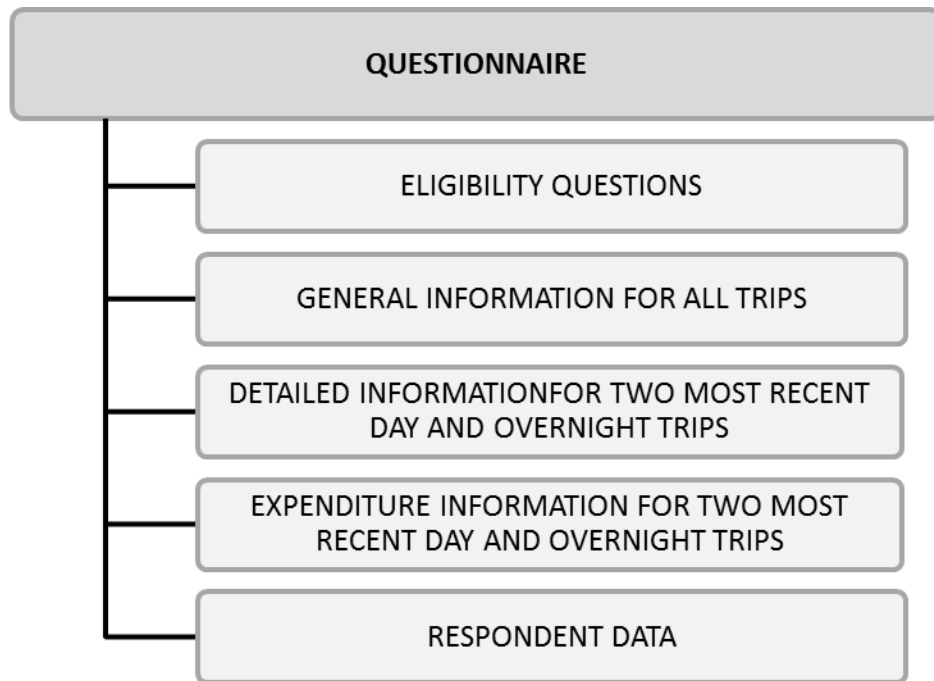 QUESTIONNAIRE
ELIGIBILITY QUESTIONS
GENERAL INFORMATION FOR ALL TRIPS
DETAILED INFORMATIONFOR TWO MOST RECENT
DAY AND OVERNIGHT TRIPS
EXPENDITURE INFORMATION FOR TWO MOST
RECENT DAY AND OVERNIGHT TRIPS
RESPONDENT DATA